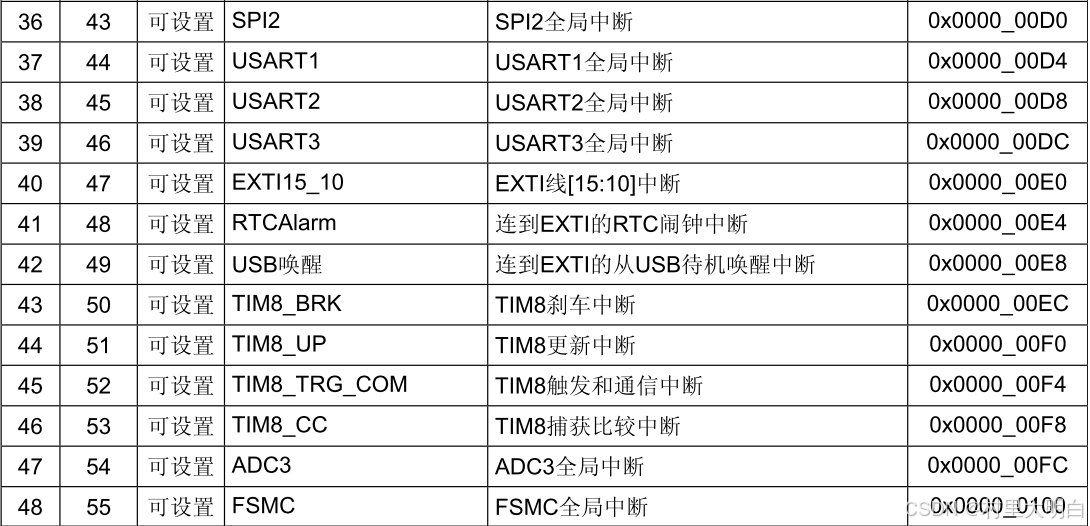 36 43 可设置 SPI2 SPI2全局中断 0x0000_00D0
37 44 可设置 USART1 USART1全局中断 0x0000_00D4
38 45 可设置 USART2 USART2全局中断 0x0000_00D8
39 46 可设置 USART3 USART3全局中断 0x0000_00DC
40 47 可设置 EXTI15_10 EXTI线[15:10]中断 0x0000_00E0
41 48 可设置 RTCAlarm 连到EXTI的RTC闹钟中断 0x0000_00E4
42 49 可设置 USB唤醒 连到EXTI的从USB待机唤醒中断 0x0000_00E8
43 50 可设置 TIM8_BRK TIM8刹车中断 0x0000_00EC
44 51 可设置 TIM8_UP TIM8更新中断 0x0000_00F0
45 52 可设置 TIM8_TRG_COM TIM8触发和通信中断 0x0000_00F4
46 53 可设置 TIM8_CC TIM8捕获比较中断 0x0000_00F8
47 54 可设置 ADC3 ADC3全局中断 0x0000_00FC
48 55 可设置 FSMC FSMC全局中断 0x0000_0100
CSDN @村里大明白